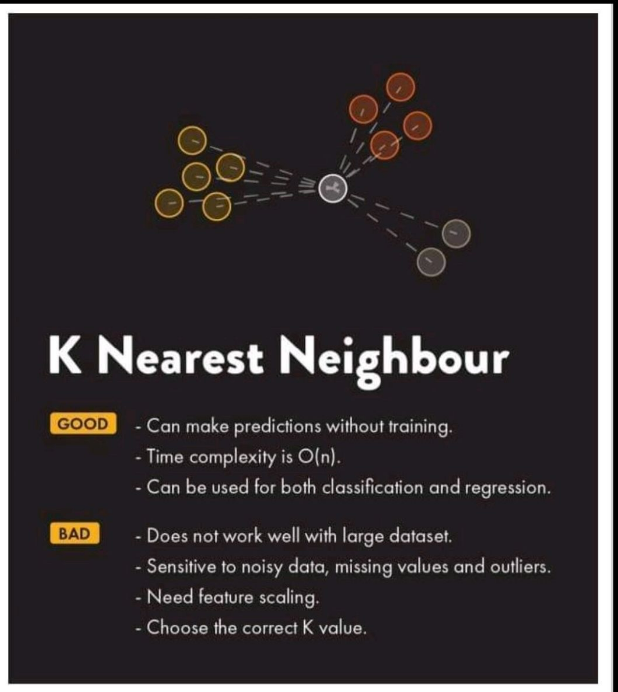 K Nearest Neighbour
GOOD - Can make predictions without training.
- Time complexity is O(n).
- Can be used for both classification and regression.
BAD - Does not work well with large dataset.
- Sensitive to noisy data, missing values and outliers.
- Need feature scaling.
- Choose the correct K value.